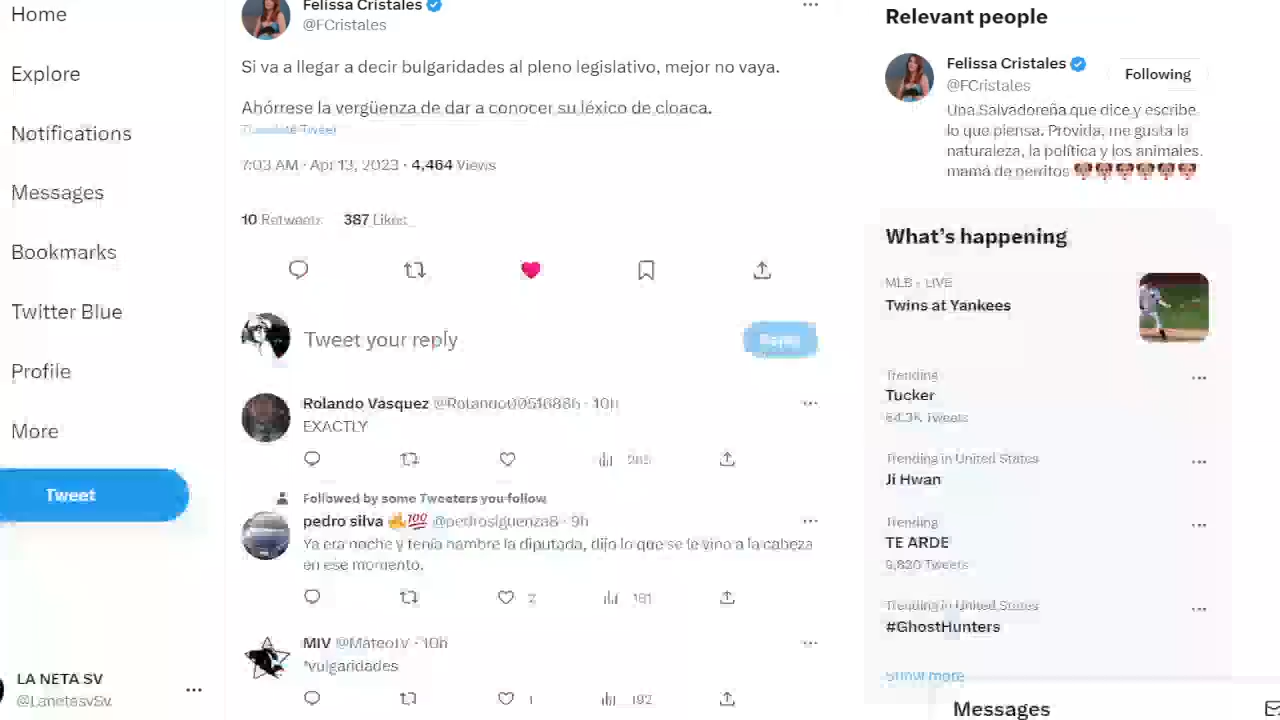 Home
Explore
Notifications
Messages
Bookmarks
Twitter Blue
Profile
More
Tweet
LA NETA SV
@LanetasvSv
Felissa Cristales
@FCristales
Si va a llegar a decir bulgaridades al pleno legislativo, mejor no vaya.
Ahórrese la vergüenza de dar a conocer su léxico de cloaca.
Translate Tweet
7:03 AM · Apr 13, 2023 · 4,464 Views
10 Retweets 387 Likes
Tweet your reply
Reply
Rolando Vásquez · 10h
EXACTLY
Followed by some Tweeters you follow
pedro silva 🔥💯 @pedrosiguenza8 · 9h
Ya era noche y tenía hambre la diputada, dijo lo que se le vino a la cabeza
en ese momento.
2 181
MIV @MateoIV · 10h
*vulgaridades
1 192
Relevant people
Felissa Cristales
@FCristales
Following
Una Salvadoreña que dice y escribe
lo que piensa. Provida, me gusta la
naturaleza, la política y los animales.
mamá de perritos
What's happening
MLB · LIVE
Twins at Yankees
Trending
Tucker
Tweets
Trending in United States
Ji Hwan
Trending
TE ARDE
9,820 Tweets
Trending in United States
#GhostHunters
Show more
Messages